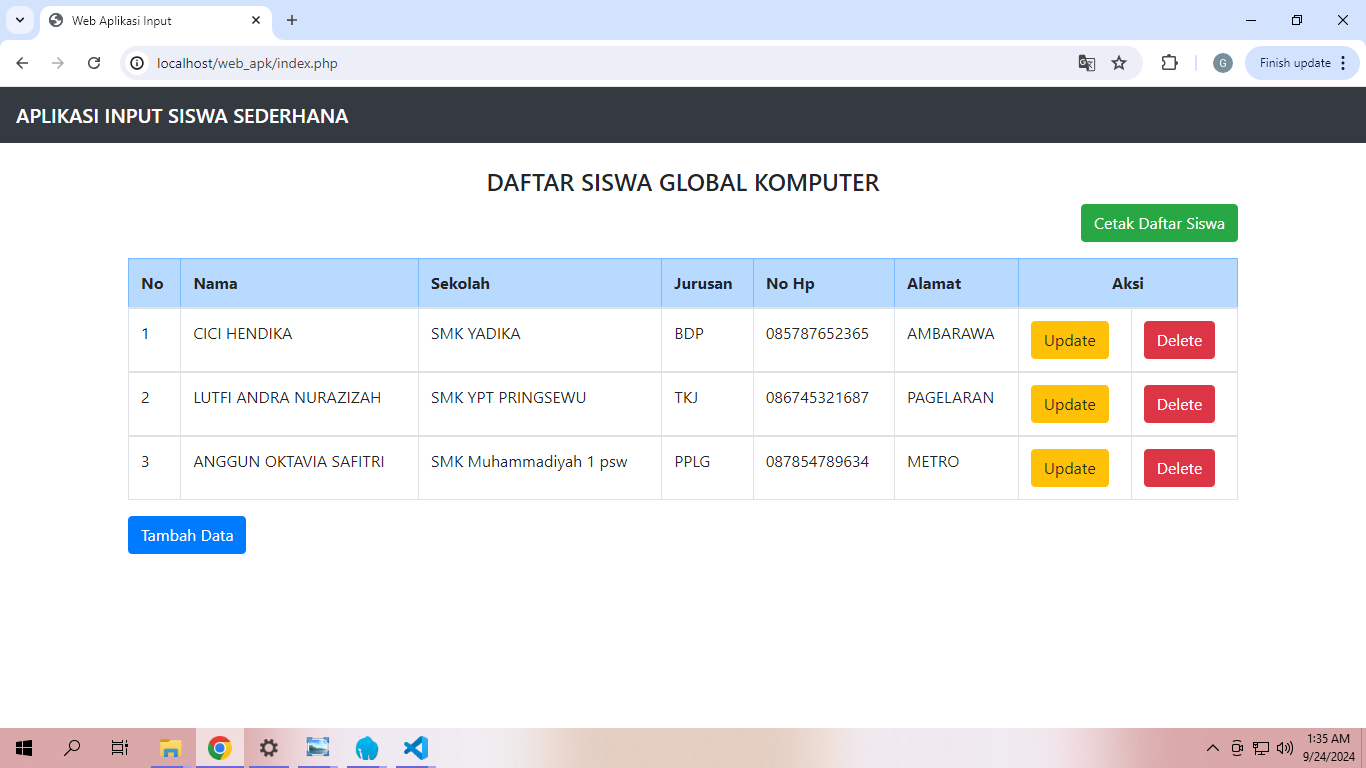 Web Aplikasi Input
localhost/web_apk/index.php
G
Finish update
APLIKASI INPUT SISWA SEDERHANA
DAFTAR SISWA GLOBAL KOMPUTER
Cetak Daftar Siswa
No Nama Sekolah Jurusan No Hp Alamat Aksi
1 CICI HENDIKA SMK YADIKA BDP 085787652365 AMBARAWA Update Delete
2 LUTFI ANDRA NURAZIZAH SMK YPT PRINGSEWU TKJ 086745321687 PAGELARAN Update Delete
3 ANGGUN OKTAVIA SAFITRI SMK Muhammadiyah 1 psw PPLG 087854789634 METRO Update Delete
Tambah Data
1:35 AM
9/24/2024